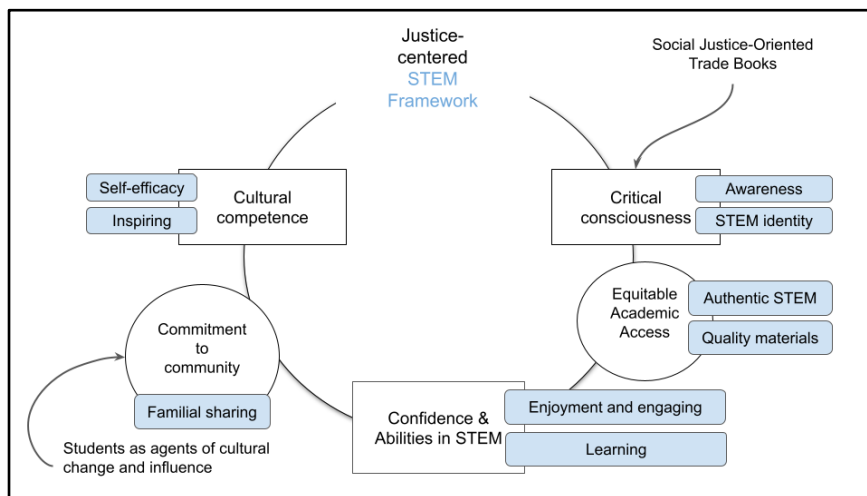 Justice-
centered
STEM
Framework
Social Justice-Oriented
Trade Books
Self-efficacy
Inspiring
Cultural
competence
Critical
consciousness
Awareness
STEM identity
Equitable
Academic
Access
Authentic STEM
Quality materials
Commitment
to
community
Familial sharing
Students as agents of cultural
change and influence
Confidence &
Abilities in STEM
Enjoyment and engaging
Learning